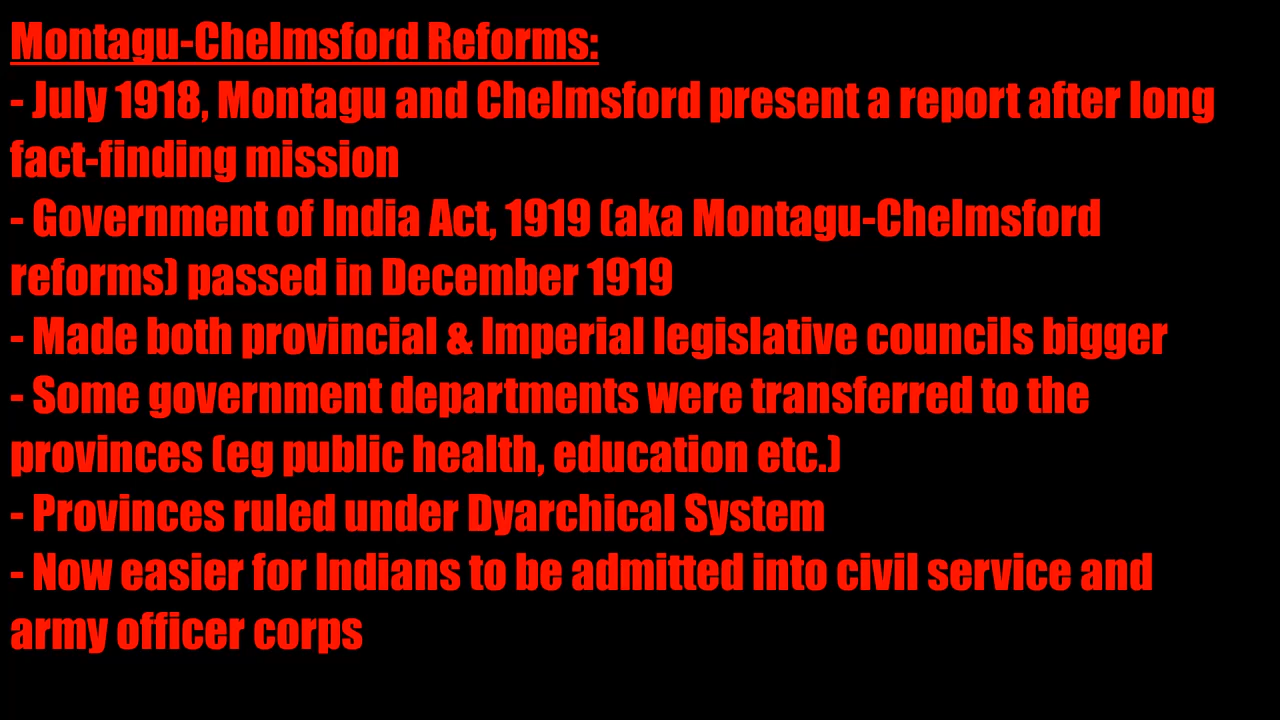 Montagu-Chelmsford Reforms:
- July 1918, Montagu and Chelmsford present a report after long
fact-finding mission
- Government of India Act, 1919 (aka Montagu-Chelmsford
reforms) passed in December 1919
- Made both provincial & Imperial legislative councils bigger
- Some government departments were transferred to the
provinces (eg public health, education etc.)
- Provinces ruled under Dyarchical System
- Now easier for Indians to be admitted into civil service and
army officer corps